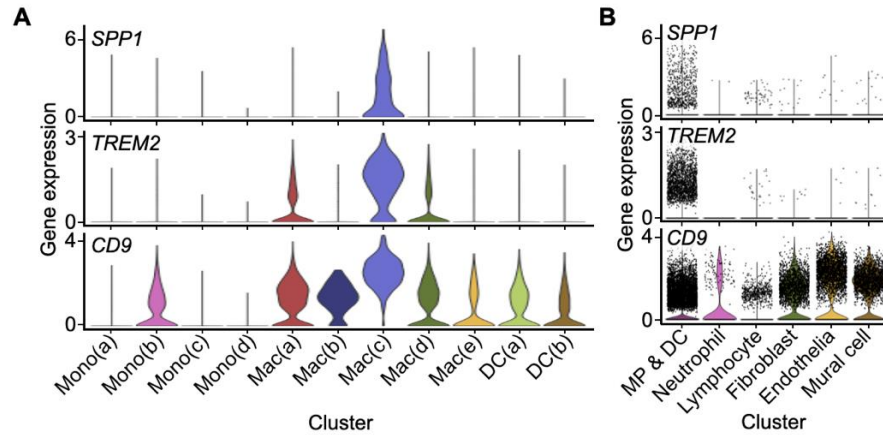 A
B
Gene expression
6
SPP1
0
3
TREM2
0
4
CD9
0
Mono(a)
Mono(b)
Mono(c)
Mono(d)
Mac(a)
Mac(b)
Mac(c)
Mac(d)
Mac(e)
DC(a)
DC(b)
Cluster
Gene expression
6
SPP1
0
3
TREM2
0
4
CD9
0
MP & DC
Neutrophil
Lymphocyte
Fibroblast
Endothelia
Mural cell
Cluster